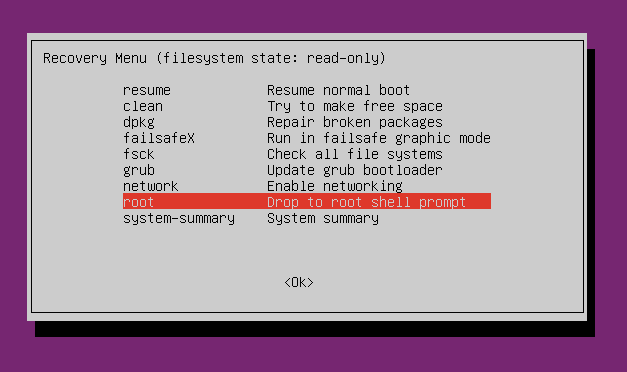 Recovery Menu (filesystem state: read-only)
resume Resume normal boot
clean Try to make free space
dpkg Repair broken packages
failsafeX Run in failsafe graphic mode
fsck Check all file systems
grub Update grub bootloader
network Enable networking
root Drop to root shell prompt
system-summary System summary
<Ok>